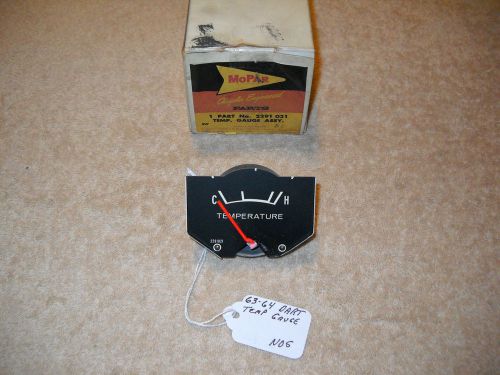 MOPAR
PARTS
1 PART No. 2291 031
TEMP. GAUGE ASSY.
C H
TEMPERATURE
63-64 DART
TEMP GAUGE
NOS